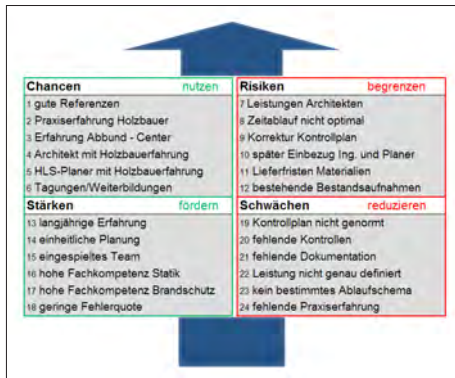 Chancen nutzen
1 gute Referenzen
2 Praxiserfahrung Holzbauer
3 Erfahrung Abbund - Center
4 Architekt mit Holzbauerfahrung
5 HLS-Planer mit Holzbauerfahrung
6 Tagungen/Weiterbildungen
Risiken begrenzen
7 Leistungen Architekten
8 Zeitablauf nicht optimal
9 Korrektur Kontrollplan
10 später Einbezug Ing. und Planer
11 Lieferfristen Materialien
12 bestehende Bestandsaufnahmen
Stärken fördern
13 langjährige Erfahrung
14 einheitliche Planung
15 eingespieltes Team
16 hohe Fachkompetenz Statik
17 hohe Fachkompetenz Brandschutz
18 geringe Fehlerquote
Schwächen reduzieren
19 Kontrollplan nicht genormt
20 fehlende Kontrollen
21 fehlende Dokumentation
22 Leistung nicht genau definiert
23 kein bestimmtes Ablaufschema
24 fehlende Praxiserfahrung